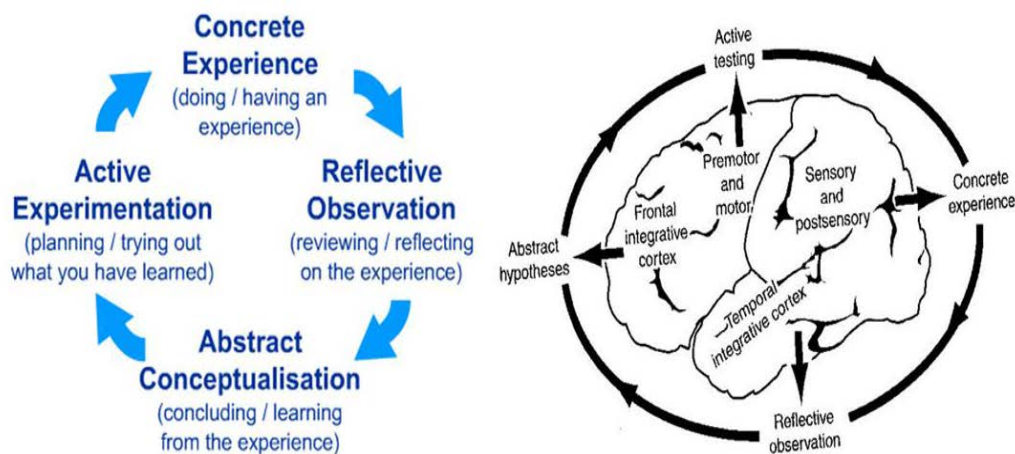 Concrete
Experience
(doing / having an
experience)
Reflective
Observation
(reviewing / reflecting
on the experience)
Abstract
Conceptualisation
(concluding / learning
from the experience)
Active
Experimentation
(planning / trying out
what you have learned)
Active
testing
Premotor
and
motor
Sensory
and
postsensory
Concrete
experience
Frontal
integrative
cortex
Abstract
hypotheses
Temporal
integrative cortex
Reflective
observation